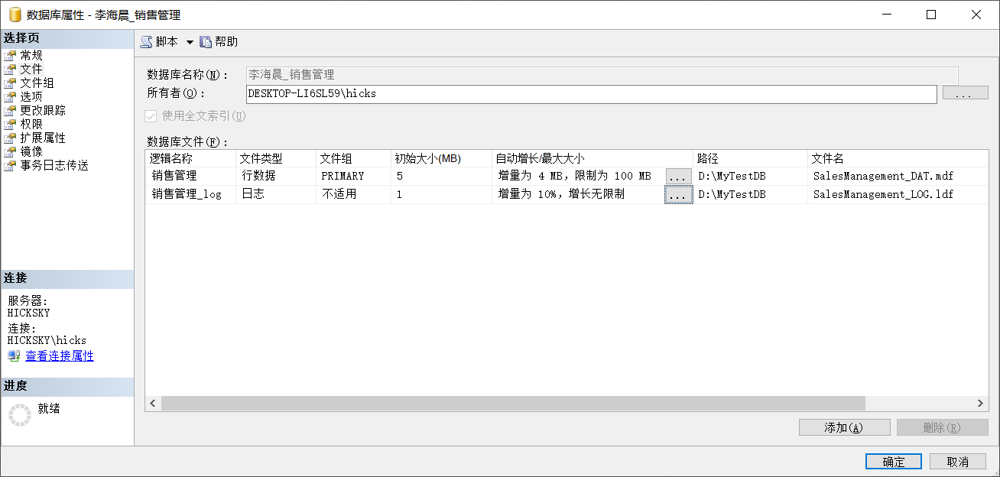 数据库属性 - 李海晨_销售管理
选择页
常规
文件
文件组
选项
更改跟踪
权限
扩展属性
镜像
事务日志传送
连接
服务器:
HICKSKY
连接:
HICKSKY\hicks
查看连接属性
进度
就绪
脚本 帮助
数据库名称(N): 李海晨_销售管理
所有者(O): DESKTOP-LI6SL59\hicks ...
使用全文索引(U)
数据库文件(F):
逻辑名称 文件类型 文件组 初始大小(MB) 自动增长/最大大小 路径 文件名
销售管理 行数据 PRIMARY 5 增量为 4 MB，限制为 100 MB ... D:\MyTestDB SalesManagement_DAT.mdf
销售管理_log 日志 不适用 1 增量为 10%，增长无限制 ... D:\MyTestDB SalesManagement_LOG.ldf
添加(A) 删除(R)
确定 取消